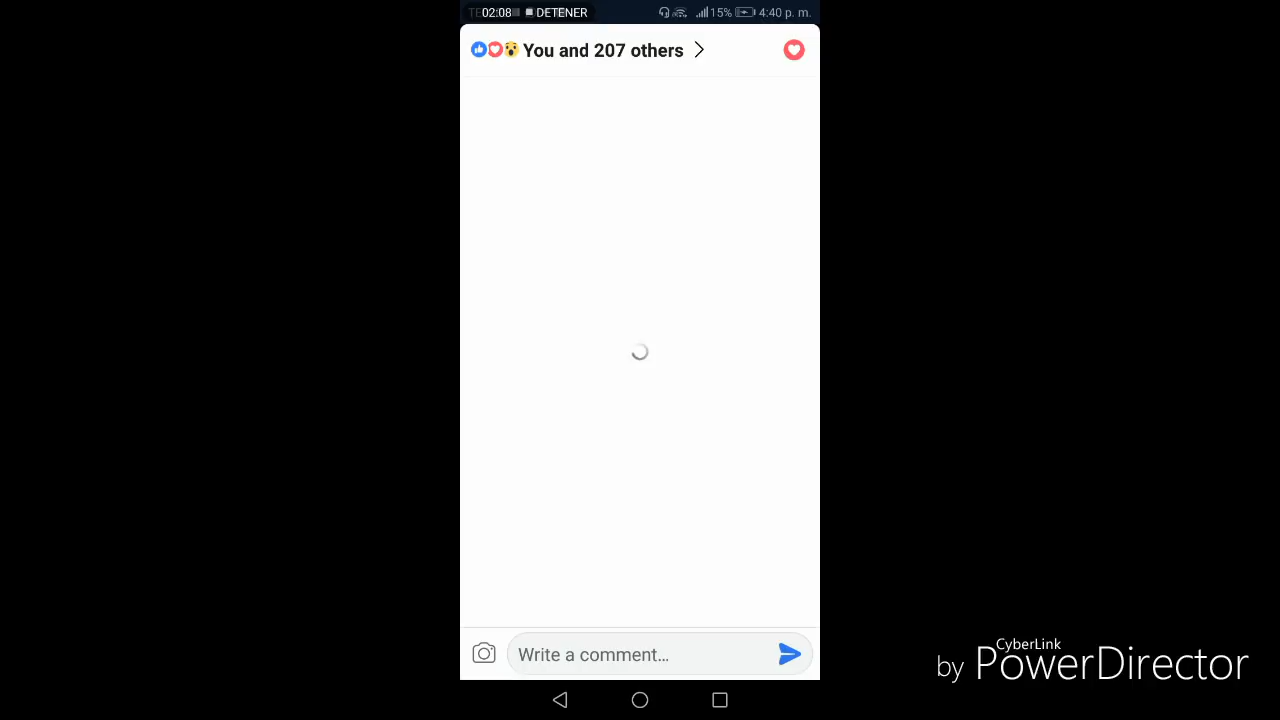 02:08 DETENER 15% 4:40 p. m.
You and 207 others
Write a comment...
CyberLink
by PowerDirector